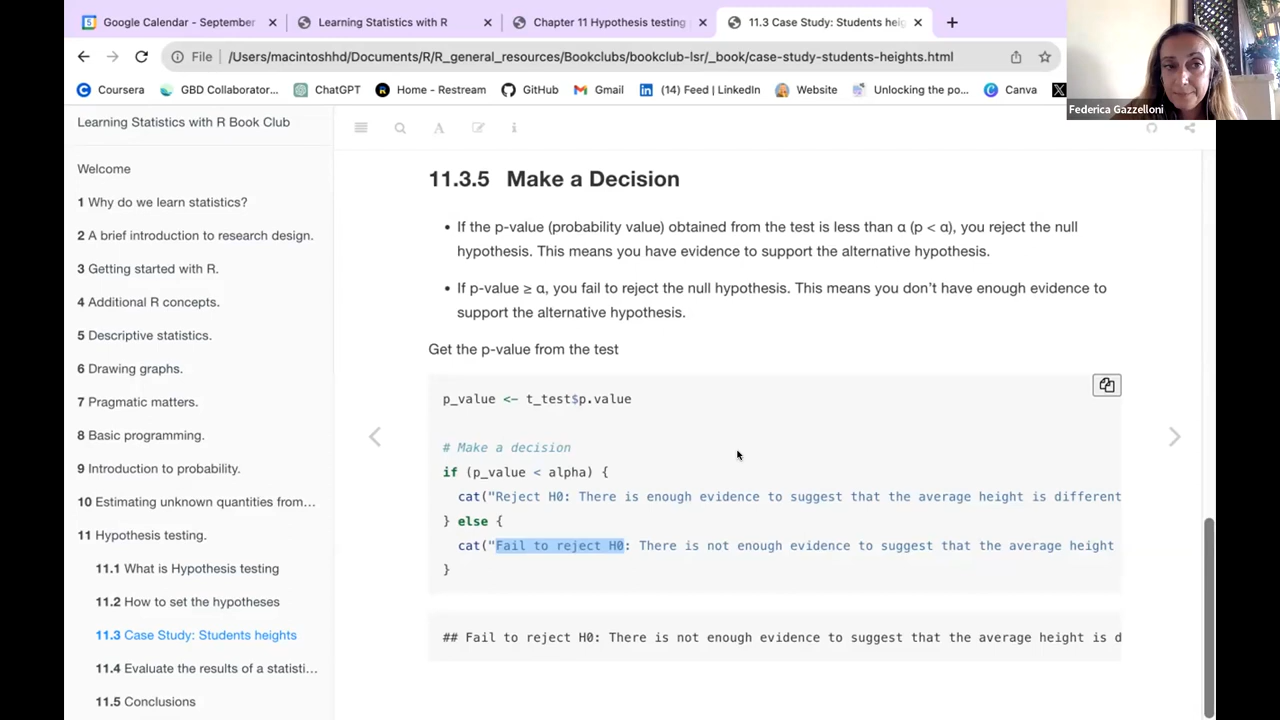 Google Calendar - September
Learning Statistics with R
Chapter 11 Hypothesis testing
11.3 Case Study: Students heig
File
/Users/macintoshhd/Documents/R/R_general_resources/Bookclubs/bookclub-lsr/_book/case-study-students-heights.html
Coursera
GBD Collaborator...
ChatGPT
Home - Restream
GitHub
Gmail
(14) Feed | LinkedIn
Website
Unlocking the po...
Canva
X
Federica Gazzelloni
Learning Statistics with R Book Club
Welcome
1 Why do we learn statistics?
2 A brief introduction to research design.
3 Getting started with R.
4 Additional R concepts.
5 Descriptive statistics.
6 Drawing graphs.
7 Pragmatic matters.
8 Basic programming.
9 Introduction to probability.
10 Estimating unknown quantities from...
11 Hypothesis testing.
11.1 What is Hypothesis testing
11.2 How to set the hypotheses
11.3 Case Study: Students heights
11.4 Evaluate the results of a statisti...
11.5 Conclusions
11.3.5 Make a Decision
• If the p-value (probability value) obtained from the test is less than α (p < α), you reject the null
hypothesis. This means you have evidence to support the alternative hypothesis.
• If p-value ≥ α, you fail to reject the null hypothesis. This means you don't have enough evidence to
support the alternative hypothesis.
Get the p-value from the test
p_value <- t_test$p.value
# Make a decision
if (p_value < alpha) {
cat("Reject H0: There is enough evidence to suggest that the average height is different
} else {
cat("Fail to reject H0: There is not enough evidence to suggest that the average height
}
## Fail to reject H0: There is not enough evidence to suggest that the average height is d